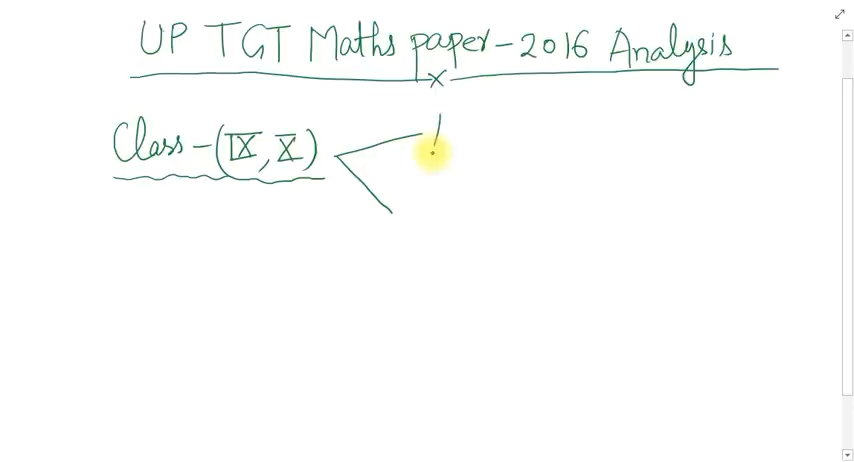 UP TGT Maths paper-2016 Analysis
Class-(IX, X)